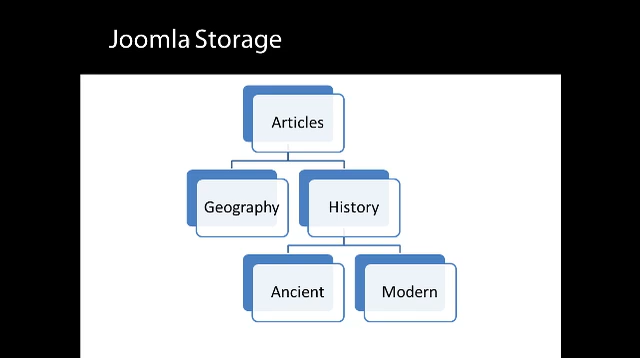 Joomla Storage
Articles
Geography
History
Ancient
Modern